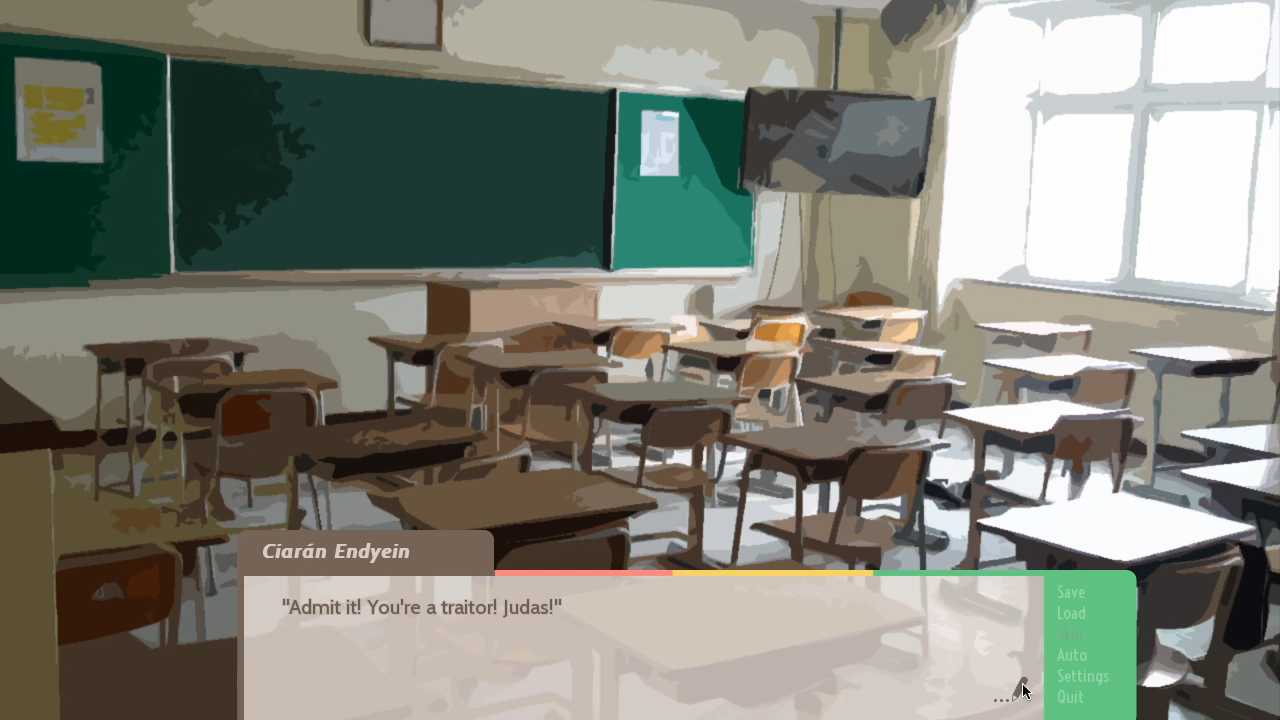 Ciarán Endyein
"Admit it! You're a traitor! Judas!"
Save
Load
Skip
Auto
Settings
Quit